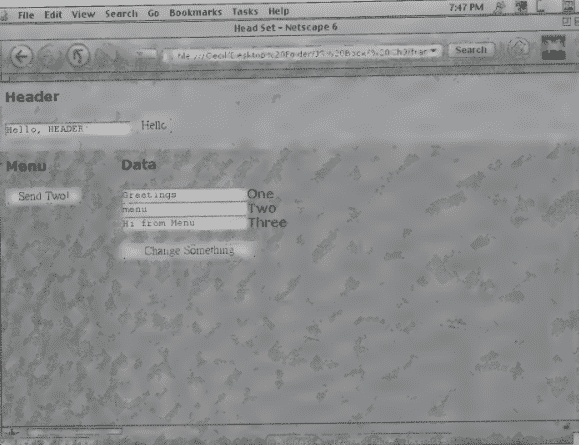 File Edit View Search Go Bookmarks Tasks Help 7:47 PM
Head Set - Netscape 6
Search
Header
Hello, HEADER Hello
Menu Data
Send Two!
Greetings One
menu Two
Hi from Menu Three
Change Something